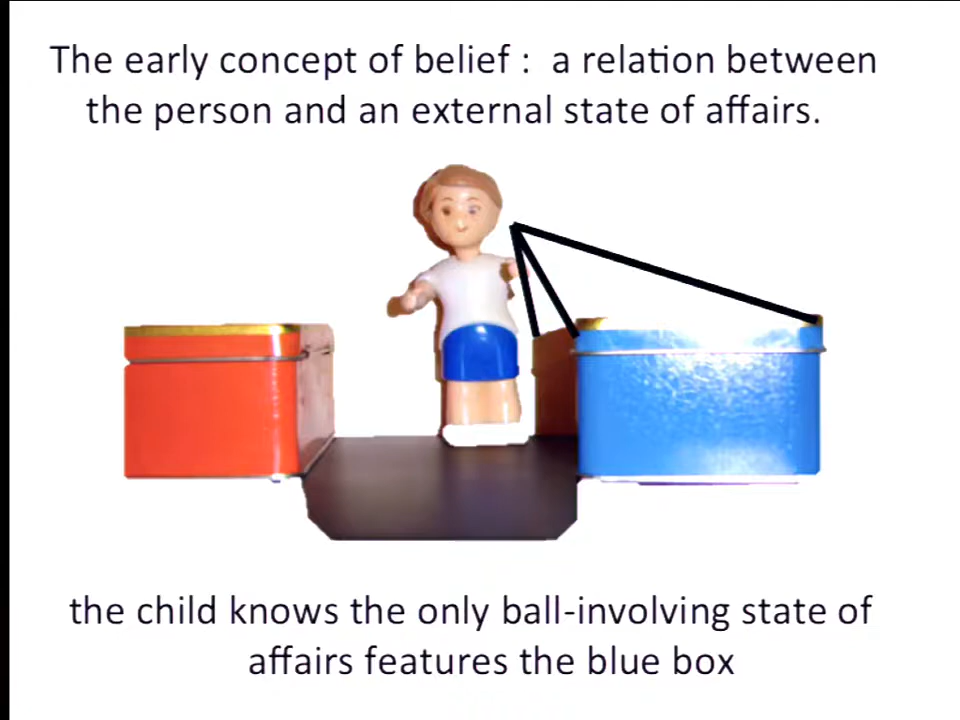 The early concept of belief :  a relation between
the person and an external state of affairs.
the child knows the only ball-involving state of
affairs features the blue box